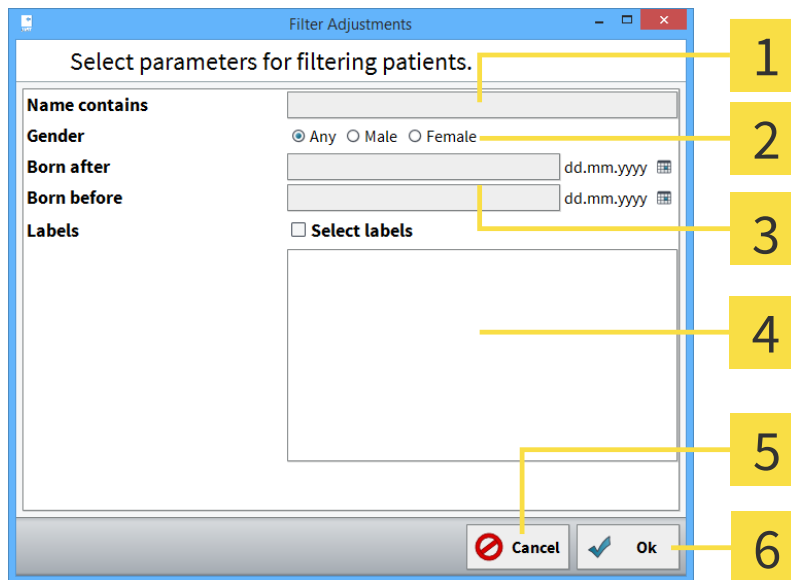 Filter Adjustments
Select parameters for filtering patients.
1
Name contains
Gender Any Male Female
2
Born after dd.mm.yyyy
Born before dd.mm.yyyy
3
Labels Select labels
4
5
Cancel Ok
6